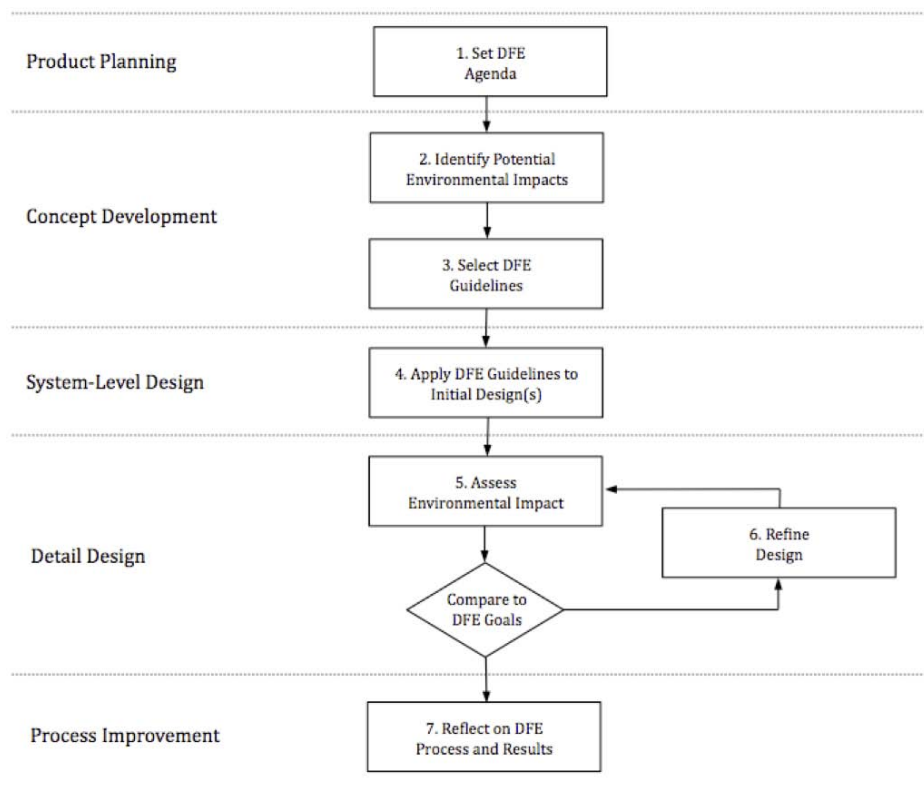 Product Planning
1. Set DFE
Agenda
2. Identify Potential
Environmental Impacts
Concept Development
3. Select DFE
Guidelines
System-Level Design
4. Apply DFE Guidelines to
Initial Design(s)
5. Assess
Environmental Impact
6. Refine
Design
Detail Design
Compare to
DFE Goals
Process Improvement
7. Reflect on DFE
Process and Results